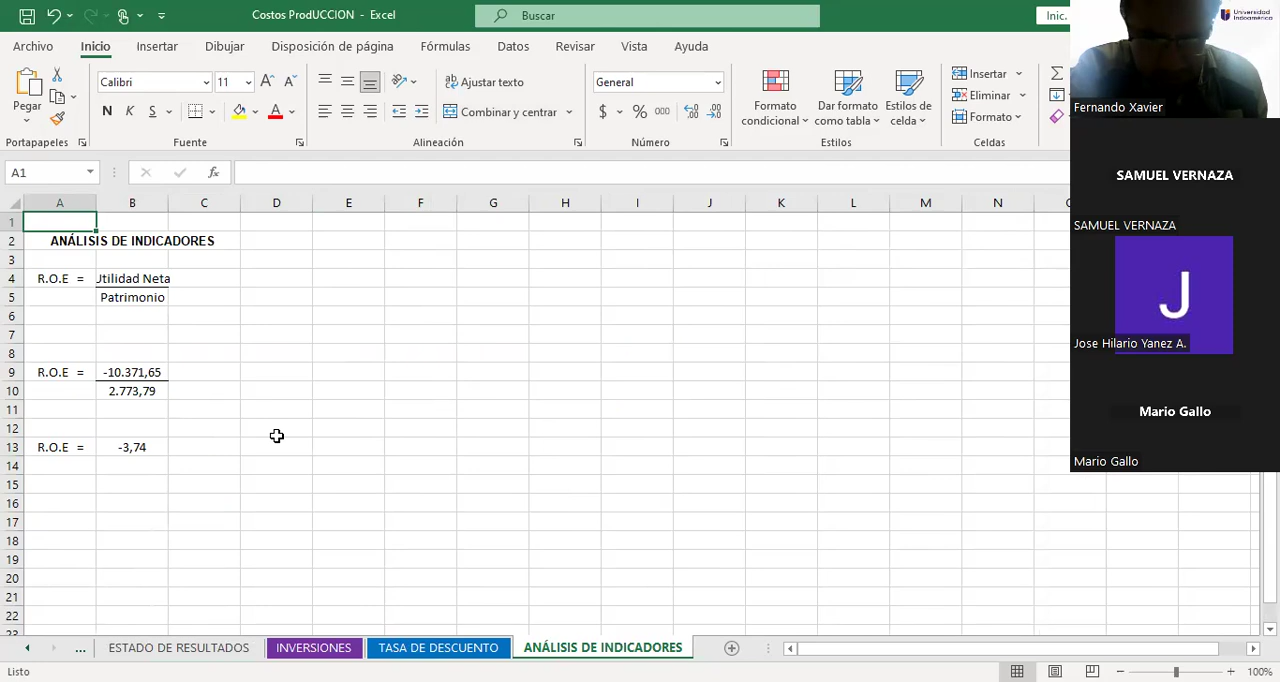 Costos ProdUCCION - Excel
Buscar
Inic.
Universidad
Indoamérica
Archivo Inicio Insertar Dibujar Disposición de página Fórmulas Datos Revisar Vista Ayuda
Pegar
Calibri 11
N K S
Ajustar texto
Combinar y centrar
General
$ % 000
Formato
condicional
Dar formato
como tabla
Estilos de
celda
Insertar
Eliminar
Formato
Portapapeles Fuente Alineación Número Estilos Celdas
A1 fx
A B C D E F G H I J K L M N
1
2 ANÁLISIS DE INDICADORES
3
4 R.O.E = Utilidad Neta
5 Patrimonio
6
7
8
9 R.O.E = -10.371,65
10 2.773,79
11
12
13 R.O.E = -3,74
14
15
16
17
18
19
20
21
22
23
... ESTADO DE RESULTADOS INVERSIONES TASA DE DESCUENTO ANÁLISIS DE INDICADORES
Listo 100%
Fernando Xavier
SAMUEL VERNAZA
SAMUEL VERNAZA
J
Jose Hilario Yanez A.
Mario Gallo
Mario Gallo